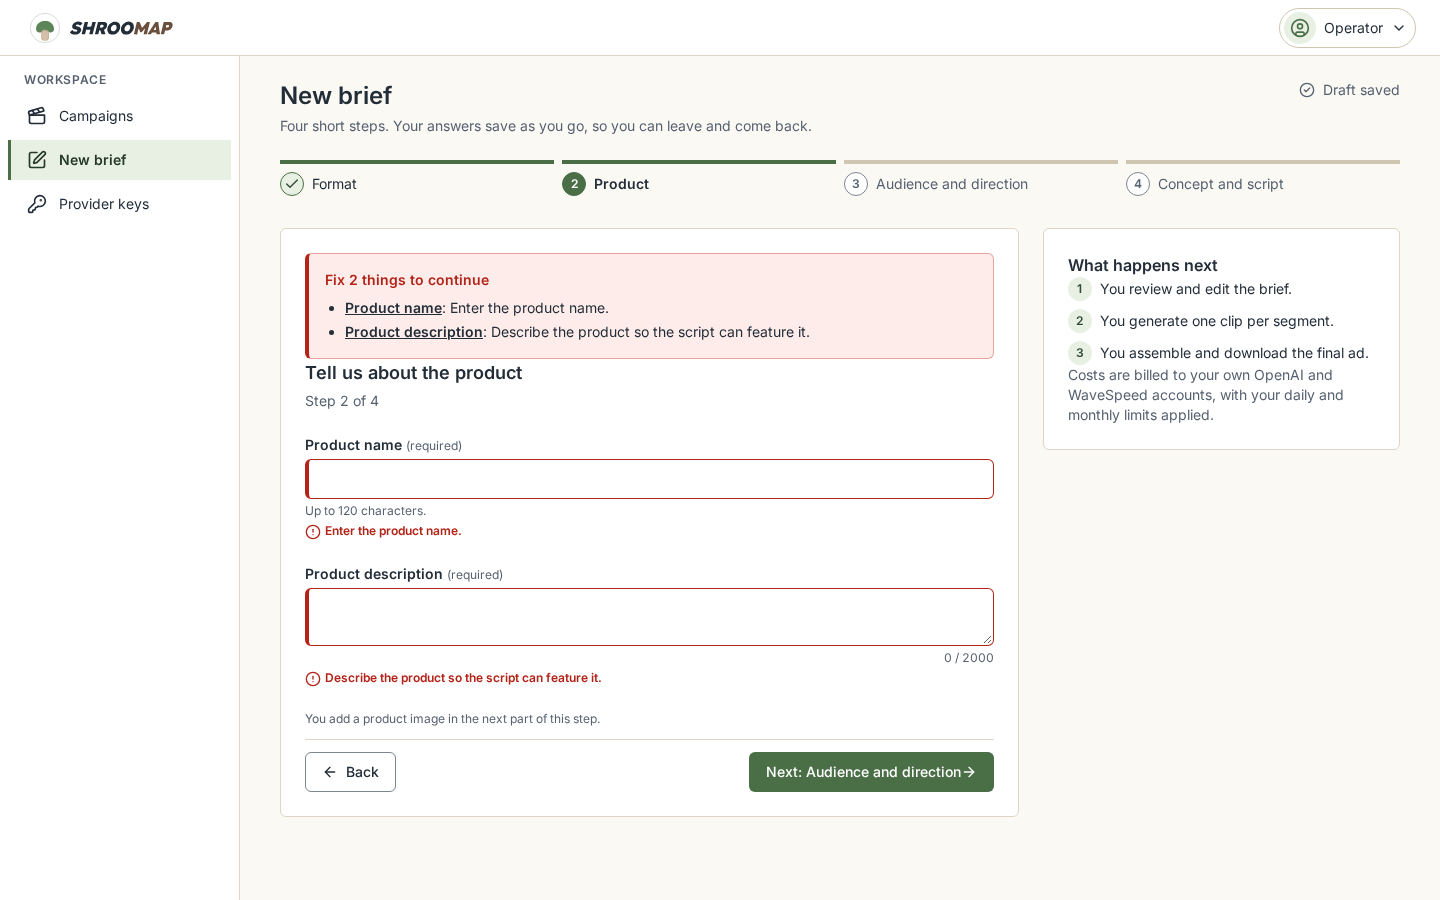 SHROOMAP
Operator
WORKSPACE
Campaigns
New brief
Provider keys
New brief
Draft saved
Four short steps. Your answers save as you go, so you can leave and come back.
Format
2 Product
3 Audience and direction
4 Concept and script
Fix 2 things to continue
Product name: Enter the product name.
Product description: Describe the product so the script can feature it.
Tell us about the product
Step 2 of 4
Product name (required)
Up to 120 characters.
Enter the product name.
Product description (required)
0 / 2000
Describe the product so the script can feature it.
You add a product image in the next part of this step.
Back
Next: Audience and direction
What happens next
1 You review and edit the brief.
2 You generate one clip per segment.
3 You assemble and download the final ad.
Costs are billed to your own OpenAI and
WaveSpeed accounts, with your daily and
monthly limits applied.